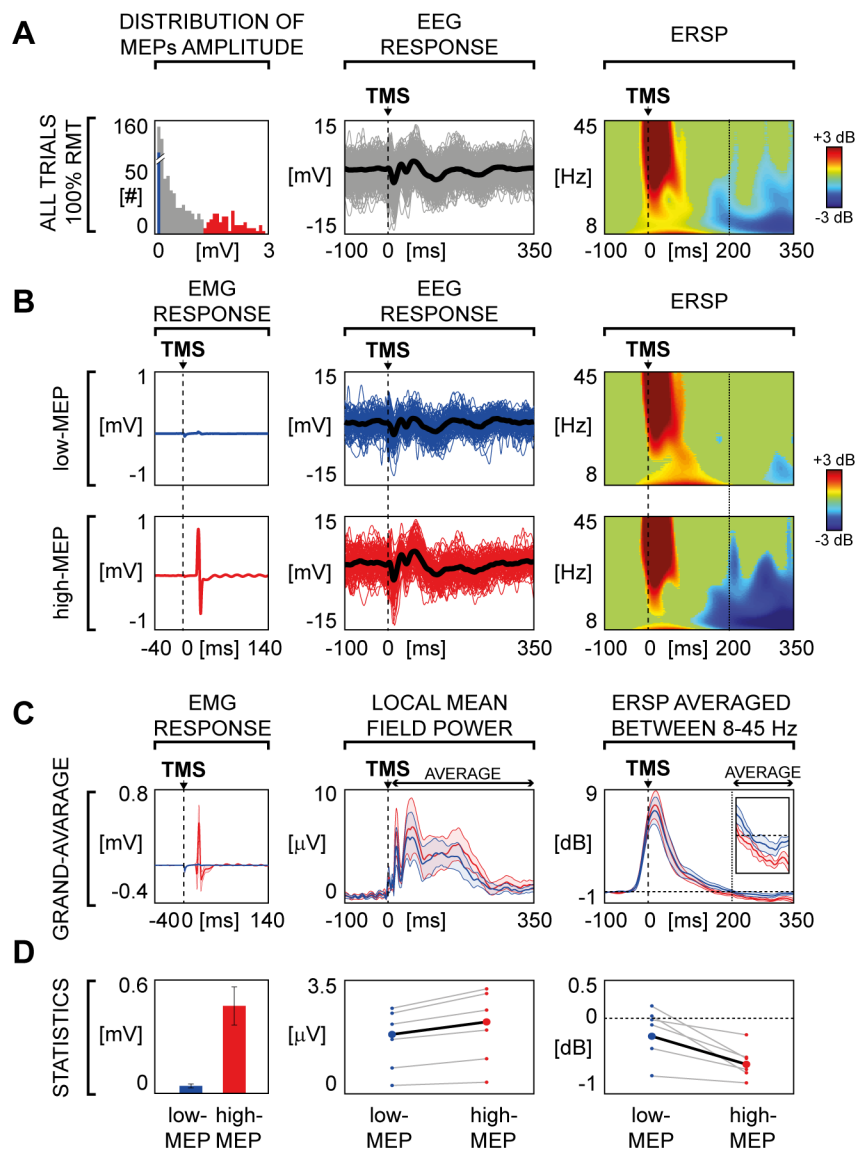 A
DISTRIBUTION OF
MEPs AMPLITUDE
EEG
RESPONSE
ERSP
ALL TRIALS
100% RMT
160
50
[#]
0
0 [mV] 3
TMS
15
[mV]
-15
-100 0 [ms] 350
TMS
45
[Hz]
8
-100 0 [ms] 200 350
+3 dB
-3 dB
B
EMG
RESPONSE
EEG
RESPONSE
ERSP
low-MEP
TMS
1
[mV]
-1
TMS
15
[mV]
-15
TMS
45
[Hz]
8
+3 dB
-3 dB
high-MEP
1
[mV]
-1
-40 0 [ms] 140
15
[mV]
-15
-100 0 [ms] 350
45
[Hz]
8
-100 0 [ms] 200 350
C
EMG
RESPONSE
LOCAL MEAN
FIELD POWER
ERSP AVERAGED
BETWEEN 8-45 Hz
GRAND-AVARAGE
TMS
0.8
[mV]
-0.4
-400 0 [ms] 140
TMS
AVERAGE
10
[µV]
0
-100 0 [ms] 350
TMS
AVERAGE
9
[dB]
-1
-100 0 [ms] 200 350
D
STATISTICS
0.6
[mV]
0
low-
MEP
high-
MEP
3.5
[µV]
0
low-
MEP
high-
MEP
0.5
0
[dB]
-1
low-
MEP
high-
MEP